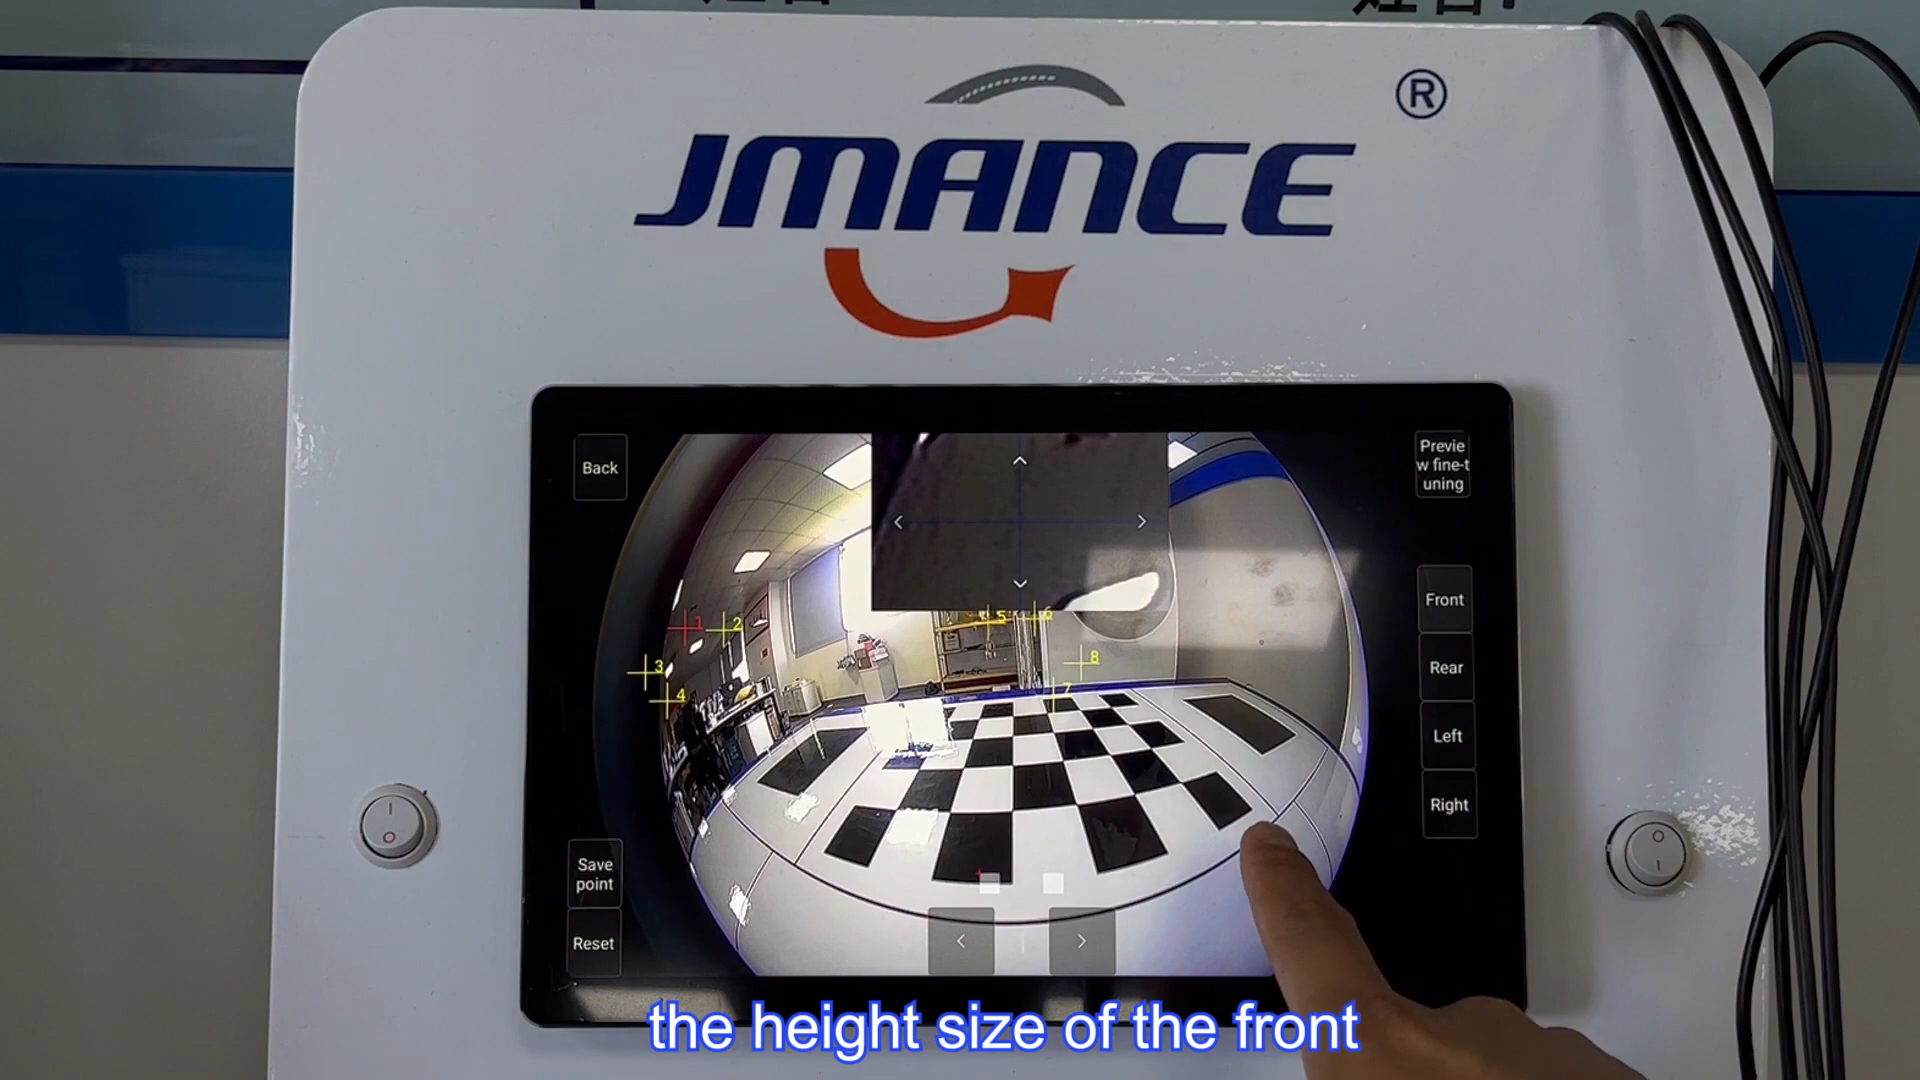 ®
JMANCE
Back
Previe
w fine-t
uning
1
2
3
4
5
6
7
8
Front
Rear
Left
Right
Save
point
Reset
the height size of the front